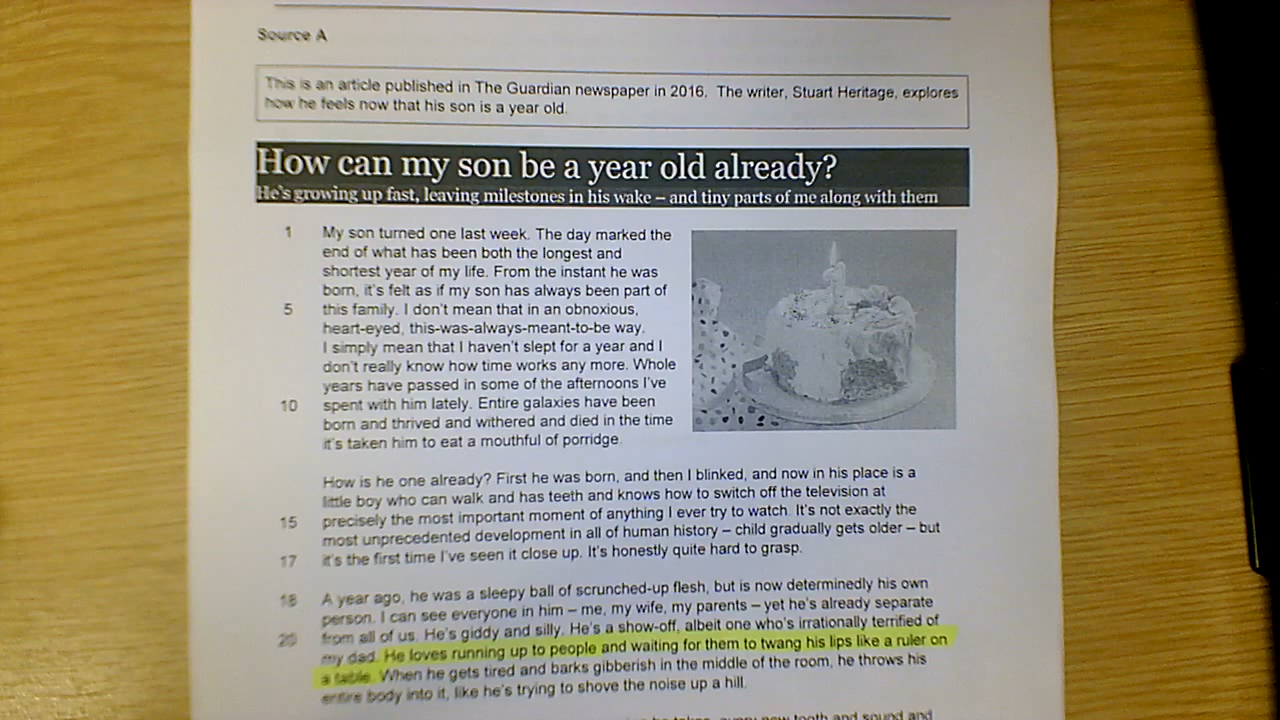 Source A
This is an article published in The Guardian newspaper in 2016. The writer, Stuart Heritage, explores
how he feels now that his son is a year old.
How can my son be a year old already?
He's growing up fast, leaving milestones in his wake – and tiny parts of me along with them
1 My son turned one last week. The day marked the
end of what has been both the longest and
shortest year of my life. From the instant he was
born, it's felt as if my son has always been part of
5 this family. I don't mean that in an obnoxious,
heart-eyed, this-was-always-meant-to-be way.
I simply mean that I haven't slept for a year and I
don't really know how time works any more. Whole
years have passed in some of the afternoons I've
10 spent with him lately. Entire galaxies have been
born and thrived and withered and died in the time
it's taken him to eat a mouthful of porridge.
How is he one already? First he was born, and then I blinked, and now in his place is a
little boy who can walk and has teeth and knows how to switch off the television at
15 precisely the most important moment of anything I ever try to watch. It's not exactly the
most unprecedented development in all of human history – child gradually gets older – but
17 it's the first time I've seen it close up. It's honestly quite hard to grasp.
18 A year ago, he was a sleepy ball of scrunched-up flesh, but is now determinedly his own
person. I can see everyone in him – me, my wife, my parents – yet he's already separate
20 from all of us. He's giddy and silly. He's a show-off, albeit one who's irrationally terrified of
my dad. He loves running up to people and waiting for them to twang his lips like a ruler on
a table. When he gets tired and barks gibberish in the middle of the room, he throws his
entire body into it, like he's trying to shove the noise up a hill.
takes, every new tooth and sound and